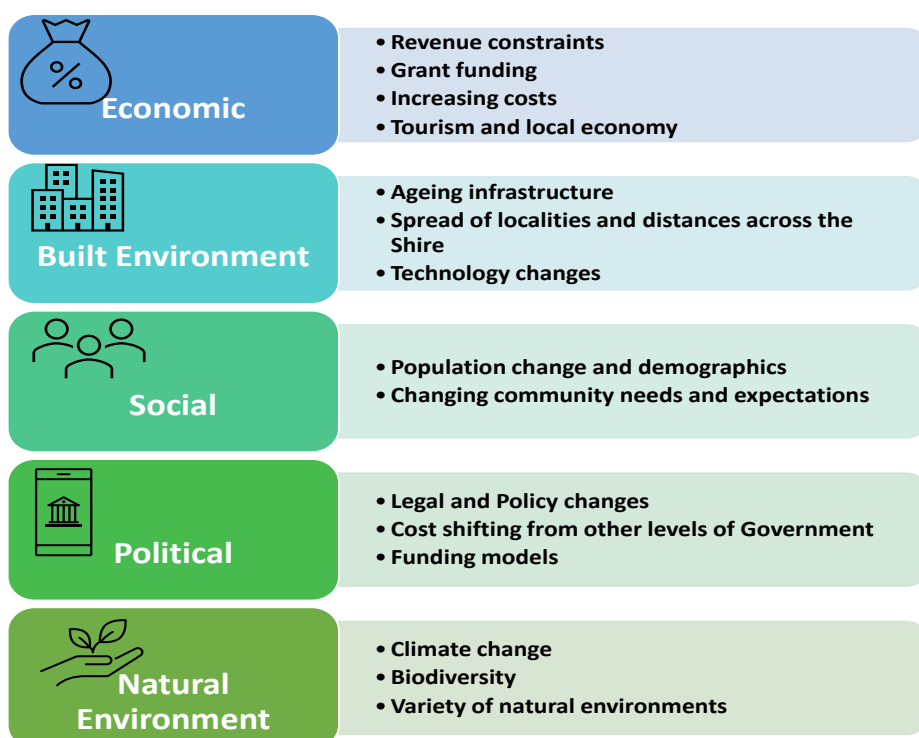 Economic
• Revenue constraints
• Grant funding
• Increasing costs
• Tourism and local economy
Built Environment
• Ageing infrastructure
• Spread of localities and distances across the
Shire
• Technology changes
Social
• Population change and demographics
• Changing community needs and expectations
Political
• Legal and Policy changes
• Cost shifting from other levels of Government
• Funding models
Natural
Environment
• Climate change
• Biodiversity
• Variety of natural environments